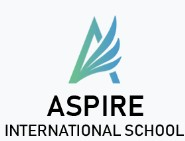 ASPIRE
INTERNATIONAL SCHOOL